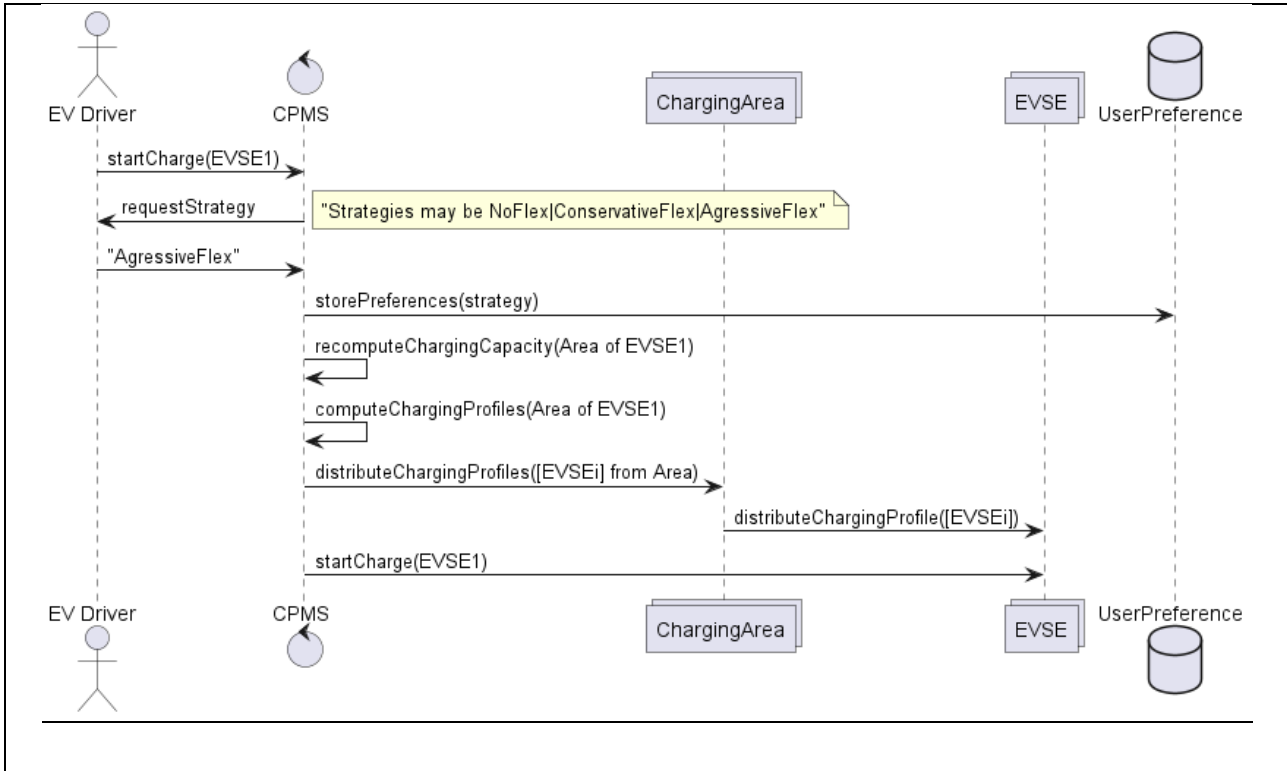 EV Driver
CPMS
ChargingArea
EVSE
UserPreference
startCharge(EVSE1)
requestStrategy
"Strategies may be NoFlex|ConservativeFlex|AgressiveFlex"
"AgressiveFlex"
storePreferences(strategy)
recomputeChargingCapacity(Area of EVSE1)
computeChargingProfiles(Area of EVSE1)
distributeChargingProfiles([EVSEi] from Area)
distributeChargingProfile([EVSEi])
startCharge(EVSE1)
EV Driver
CPMS
ChargingArea
EVSE
UserPreference